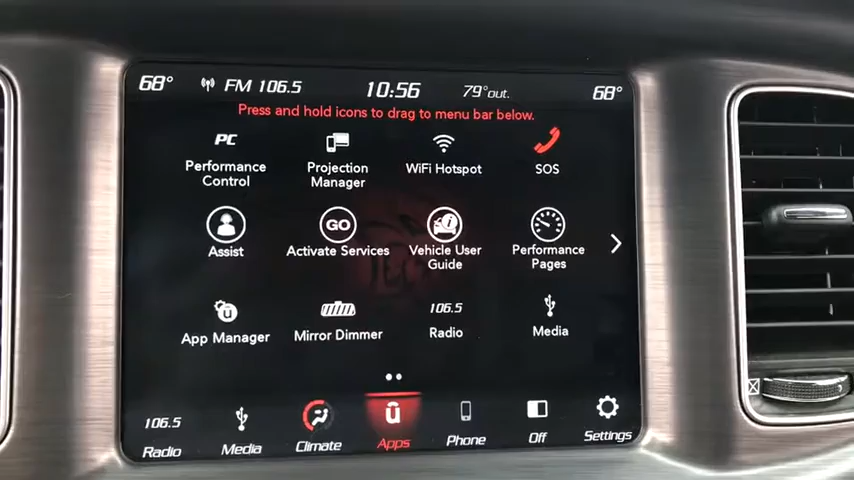 68° FM 106.5 10:56 79°out. 68°
Press and hold icons to drag to menu bar below.
PC
Performance Control
Projection Manager
WiFi Hotspot
SOS
Assist
GO
Activate Services
Vehicle User Guide
Performance Pages
App Manager
Mirror Dimmer
106.5
Radio
Media
106.5
Radio
Media
Climate
Apps
Phone
Off
Settings